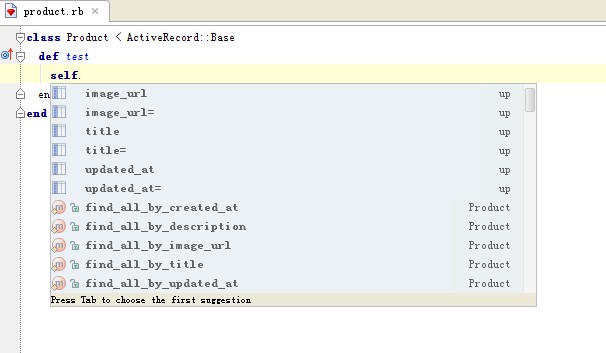 product.rb
class Product < ActiveRecord::Base
def test
self.
image_url up
image_url= up
title up
title= up
updated_at up
updated_at= up
find_all_by_created_at Product
find_all_by_description Product
find_all_by_image_url Product
find_all_by_title Product
find_all_by_updated_at Product
Press Tab to choose the first suggestion
en
end